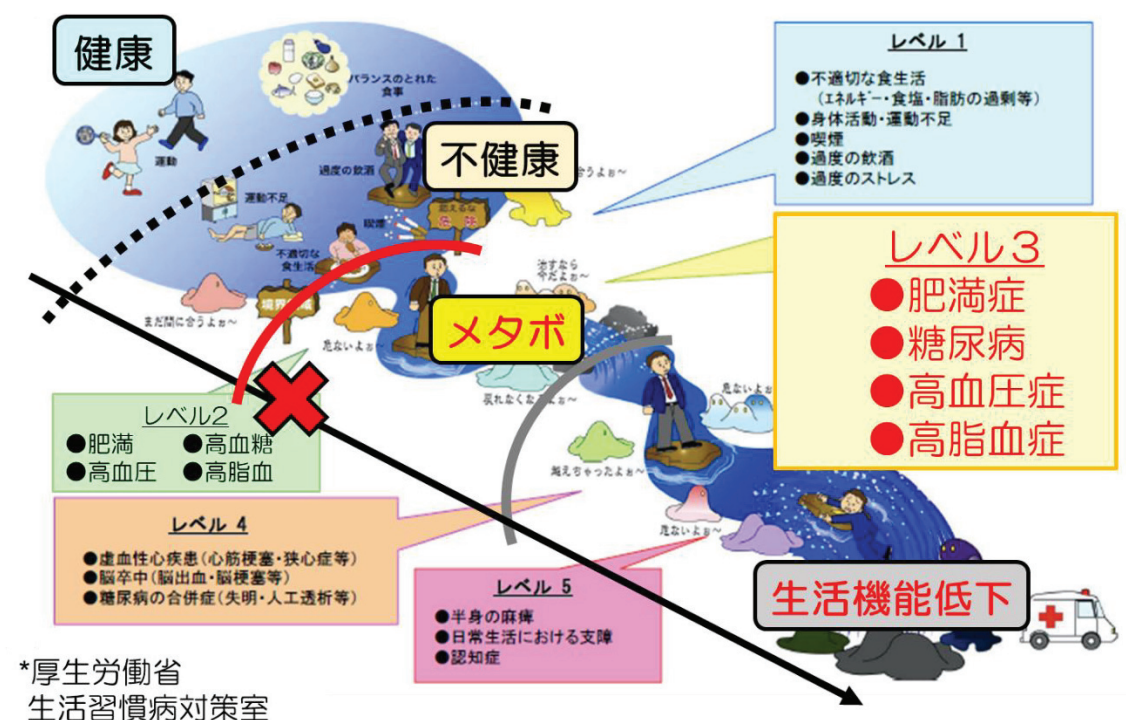 健康
バランスのとれた
食事
運動
不健康
過度の飲酒
運動不足
喫煙
不適切な
食生活
まだ間に合うよぉ~
危ないよぉ~
治すなら
今だよぉ~
メタボ
戻れなくなるよぉ~
越えちゃったよぉ~
危ないよぉ
危ないよぉ~
レベル 1
●不適切な食生活
(エネルギー・食塩・脂肪の過剰等)
●身体活動・運動不足
●喫煙
●過度の飲酒
●過度のストレス
レベル2
●肥満 ●高血糖
●高血圧 ●高脂血
レベル3
●肥満症
●糖尿病
●高血圧症
●高脂血症
レベル 4
●虚血性心疾患(心筋梗塞・狭心症等)
●脳卒中(脳出血・脳梗塞等)
●糖尿病の合併症(失明・人工透析等)
レベル 5
●半身の麻痺
●日常生活における支障
●認知症
生活機能低下
*厚生労働省
生活習慣病対策室